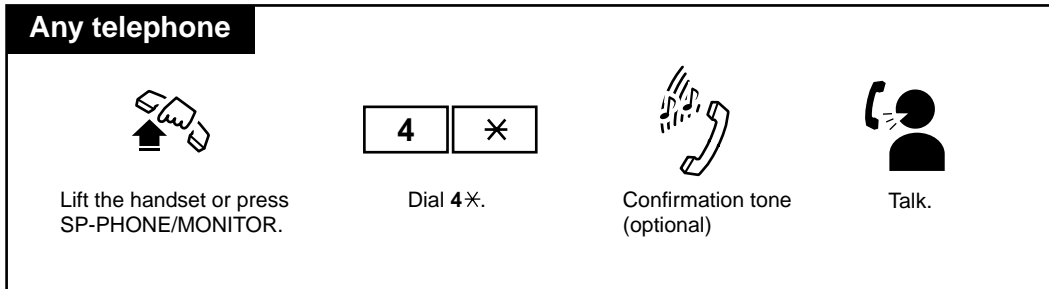 Any telephone
4 ✳
Lift the handset or press
SP-PHONE/MONITOR.
Dial 4✳.
Confirmation tone
(optional)
Talk.